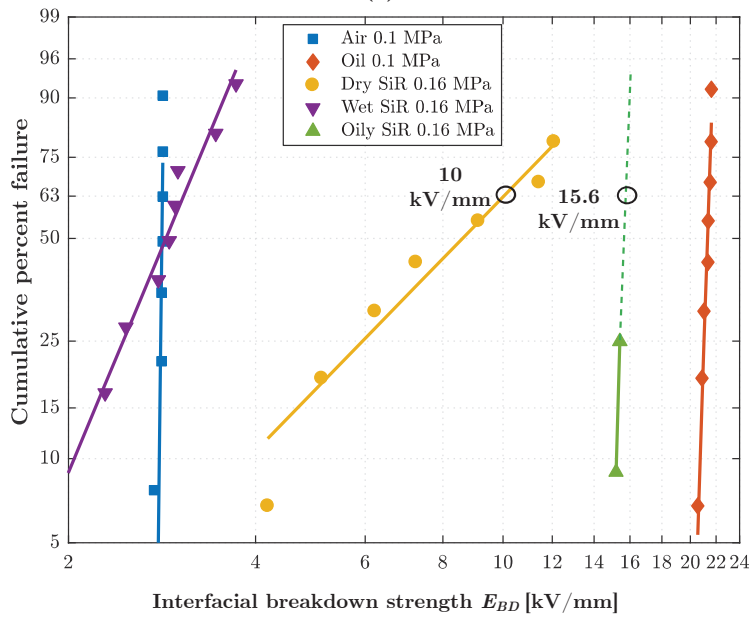 99
96
90
75
63
50
25
15
10
5
Cumulative percent failure
Air 0.1 MPa
Oil 0.1 MPa
Dry SiR 0.16 MPa
Wet SiR 0.16 MPa
Oily SiR 0.16 MPa
10
kV/mm
15.6
kV/mm
2 4 6 8 10 12 14 16 18 20 22 24
Interfacial breakdown strength E_BD [kV/mm]